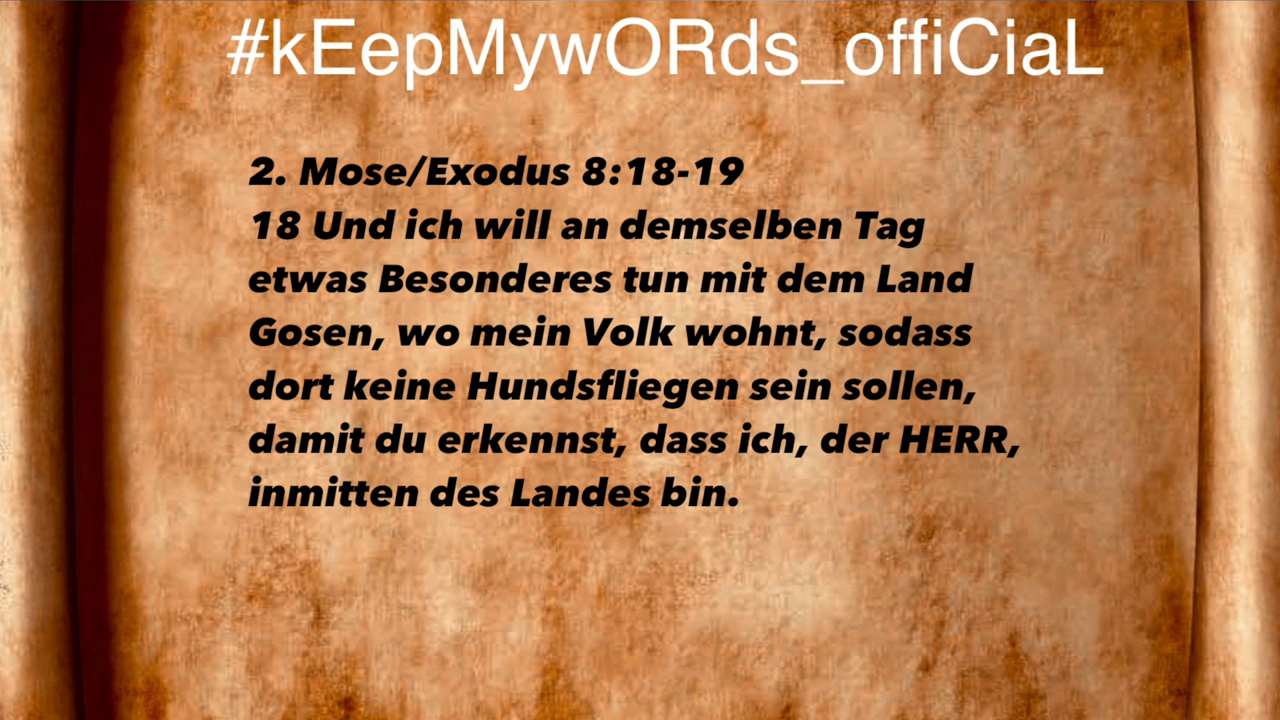 #kEepMywORds_offiCiaL
2. Mose/Exodus 8:18-19
18 Und ich will an demselben Tag
etwas Besonderes tun mit dem Land
Gosen, wo mein Volk wohnt, sodass
dort keine Hundsfliegen sein sollen,
damit du erkennst, dass ich, der HERR,
inmitten des Landes bin.